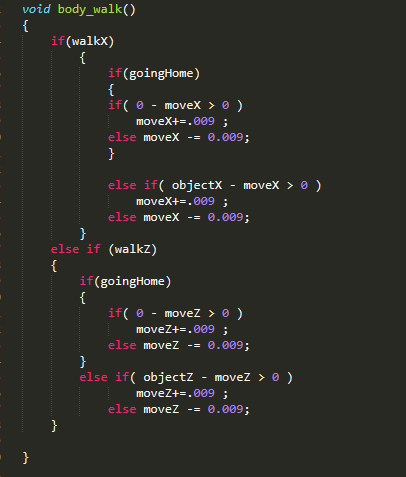 void body_walk()
{
    if(walkX)
        {
            if(goingHome)
            {
            if( 0 - moveX > 0 )
                moveX+=.009 ;
            else moveX -= 0.009;
            }

            else if( objectX - moveX > 0 )
                moveX+=.009 ;
            else moveX -= 0.009;
        }
    else if (walkZ)
    {
        if(goingHome)
        {
            if( 0 - moveZ > 0 )
                moveZ+=.009 ;
            else moveZ -= 0.009;
        }
        else if( objectZ - moveZ > 0 )
                moveZ+=.009 ;
            else moveZ -= 0.009;
    }

}